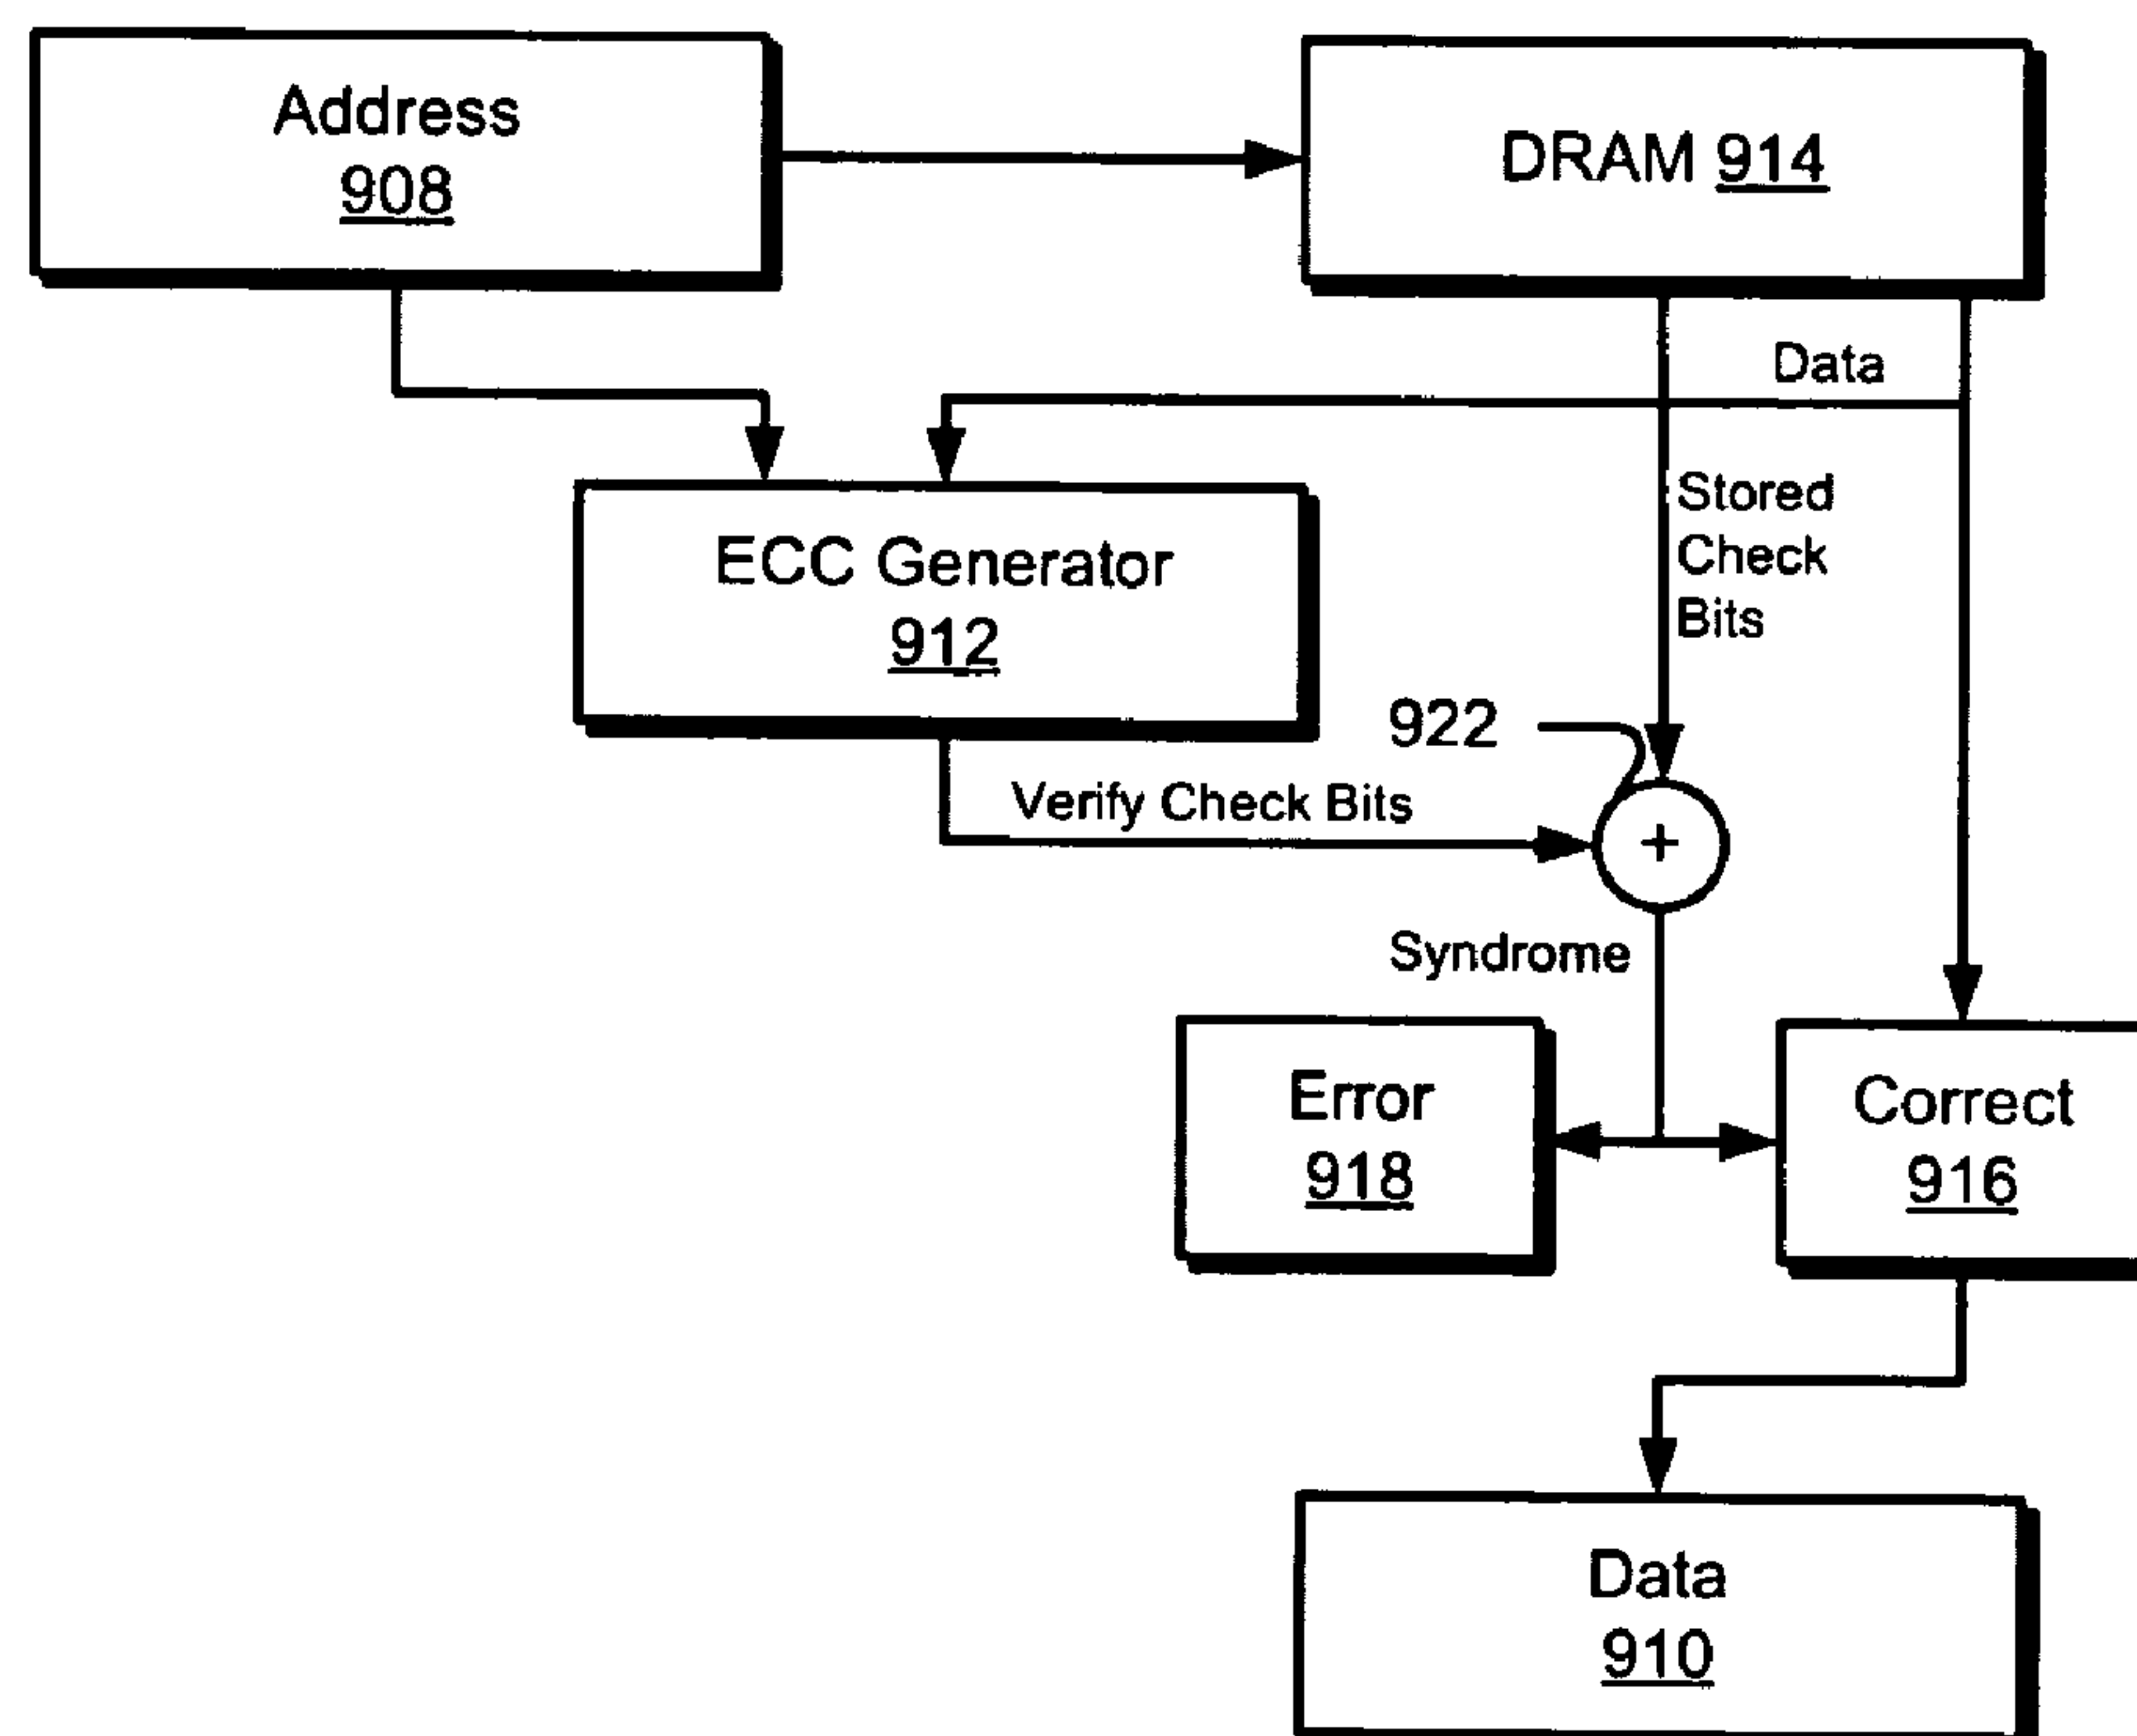 Address
908
DRAM 914
Data
Stored
Check
Bits
ECC Generator
912
922
Verify Check Bits
+
Syndrome
Error
918
Correct
916
Data
910